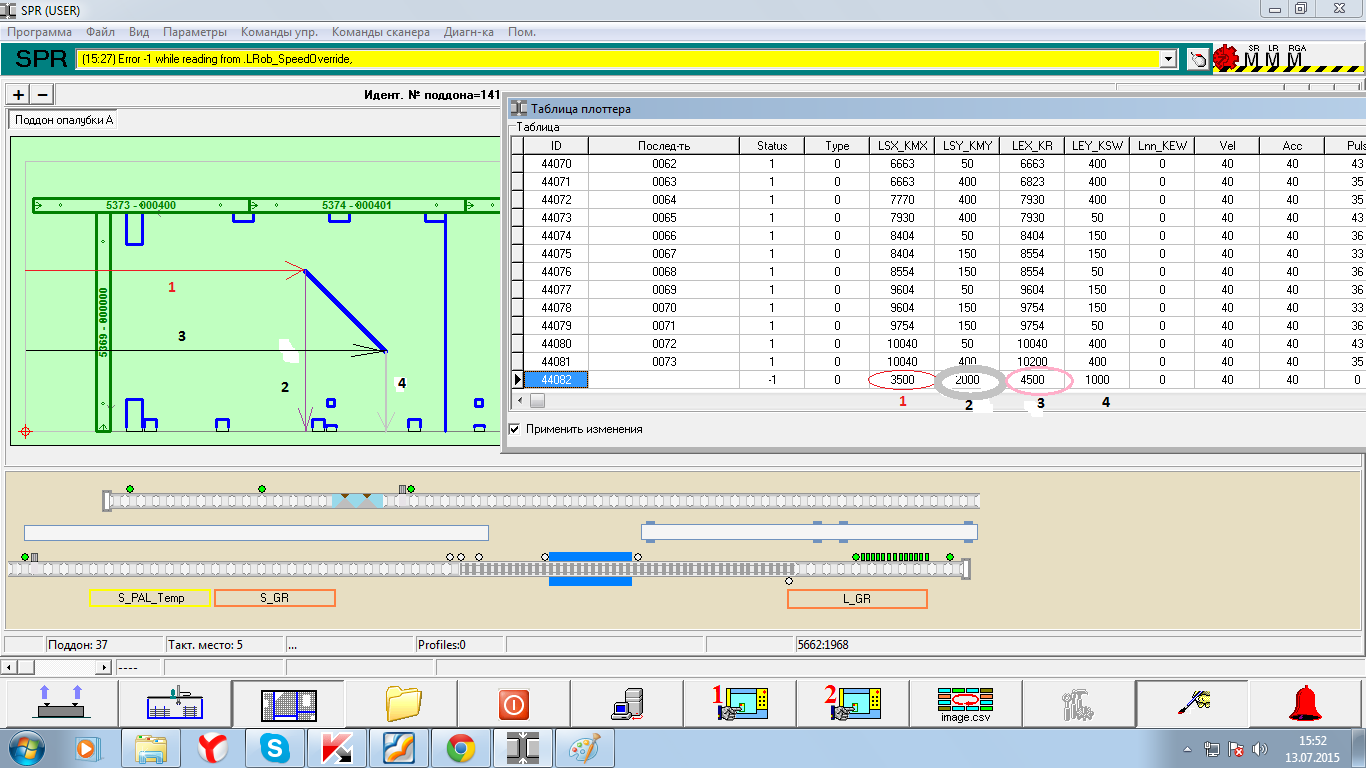 SPR (USER)
Программа Файл Вид Параметры Команды упр. Команды сканера Диагн-ка Пом.
SPR (15:27) Error -1 while reading from .LRob_SpeedOverride,
SR LR RGA
M M M
+ − Идент. № поддона=141
Поддон опалубки A
Таблица плоттера
Таблица
ID Послед-ть Status Type LSX_KMX LSY_KMY LEX_KR LEY_KSW Lnn_KEW Vel Acc Puls
44070 0062 1 0 6663 50 6663 400 0 40 40 43
44071 0063 1 0 6663 400 6823 400 0 40 40 35
44072 0064 1 0 7770 400 7930 400 0 40 40 35
44073 0065 1 0 7930 400 7930 50 0 40 40 43
44074 0066 1 0 8404 50 8404 150 0 40 40 36
44075 0067 1 0 8404 150 8554 150 0 40 40 33
44076 0068 1 0 8554 150 8554 50 0 40 40 36
44077 0069 1 0 9604 50 9604 150 0 40 40 36
44078 0070 1 0 9604 150 9754 150 0 40 40 33
44079 0071 1 0 9754 150 9754 50 0 40 40 36
44080 0072 1 0 10040 50 10040 400 0 40 40 43
44081 0073 1 0 10040 400 10200 400 0 40 40 35
44082 -1 0 3500 2000 4500 1000 0 40 40 0
1 2 3 4
Применить изменения
5373 - 000400 5374 - 000401
5369 - 000000
1
3
2
4
S_PAL_Temp S_GR L_GR
Поддон: 37 Такт. место: 5 ... Profiles:0 5662:1968
----
1 2
image.csv
15:52
13.07.2015